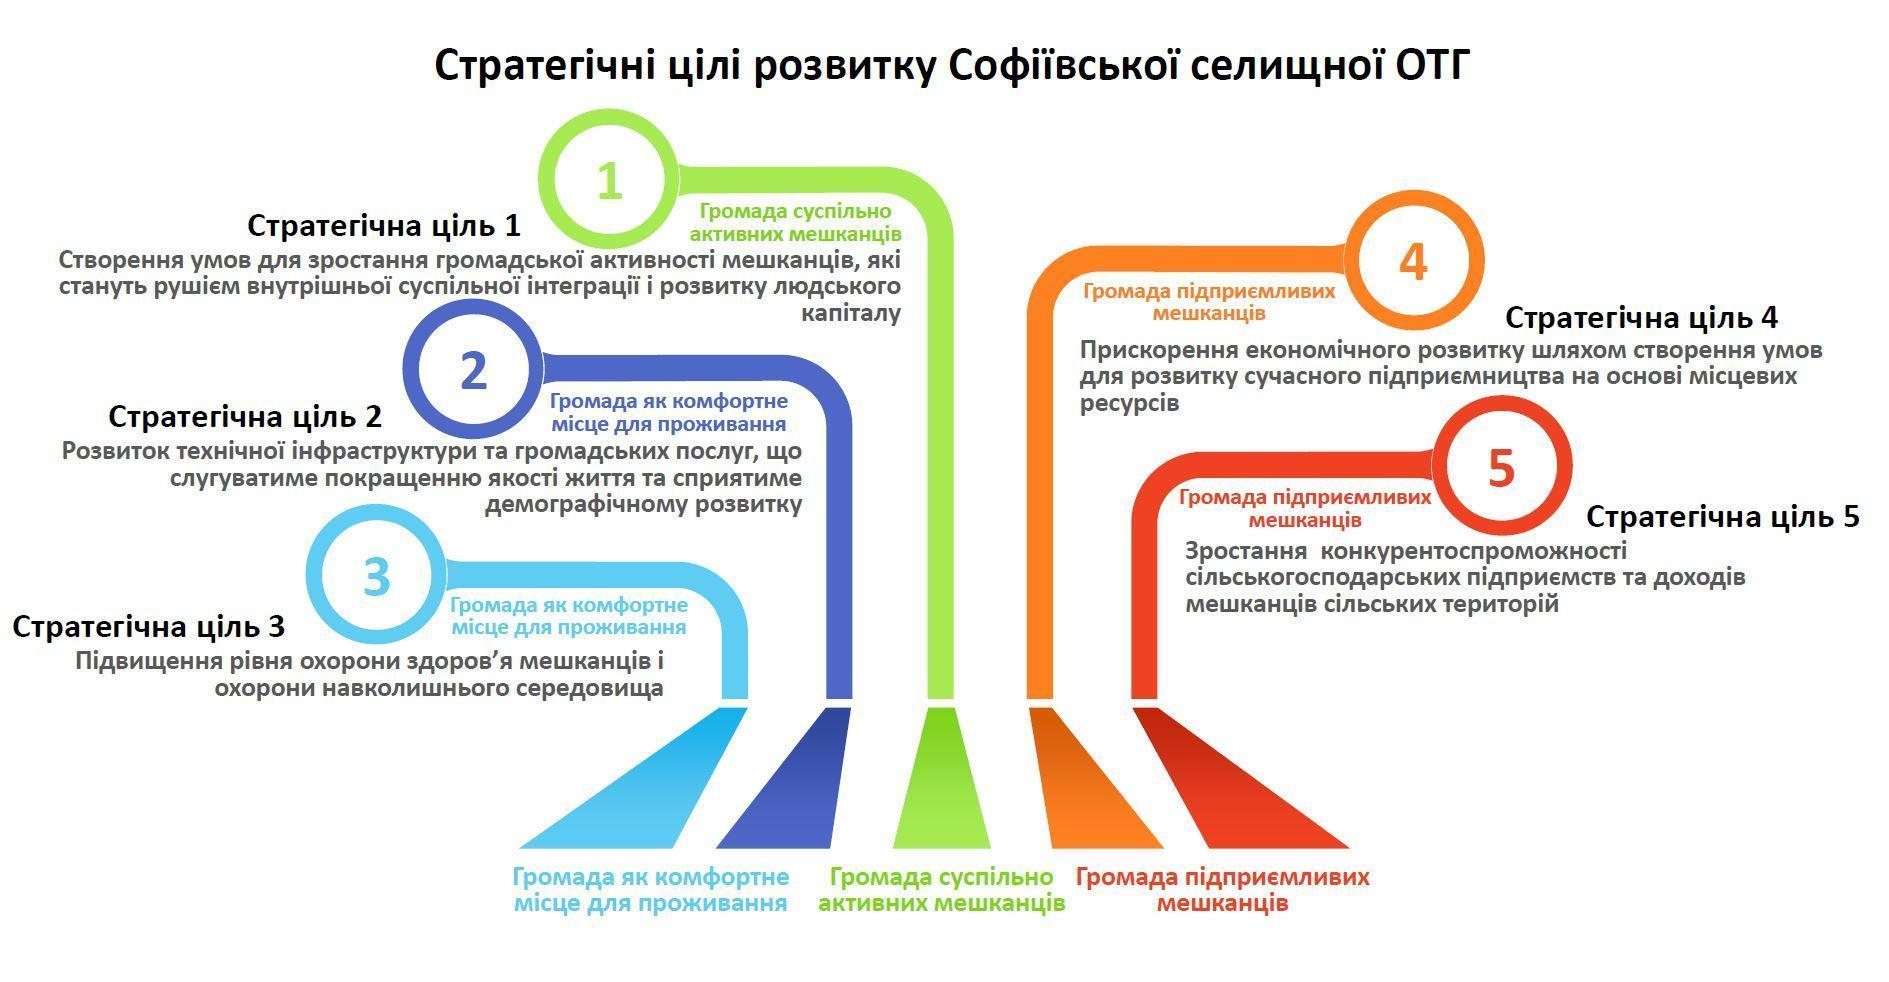 Стратегічні цілі розвитку Софіївської селищної ОТГ
1
Громада суспільно
активних мешканців
Стратегічна ціль 1
Створення умов для зростання громадської активності мешканців, які
стануть рушієм внутрішньої суспільної інтеграції і розвитку людського
капіталу
2
Громада як комфортне
місце для проживання
Стратегічна ціль 2
Розвиток технічної інфраструктури та громадських послуг, що
слугуватиме покращенню якості життя та сприятиме
демографічному розвитку
3
Громада як комфортне
місце для проживання
Стратегічна ціль 3
Підвищення рівня охорони здоров’я мешканців і
охорони навколишнього середовища
4
Громада підприємливих
мешканців
Стратегічна ціль 4
Прискорення економічного розвитку шляхом створення умов
для розвитку сучасного підприємництва на основі місцевих
ресурсів
5
Громада підприємливих
мешканців
Стратегічна ціль 5
Зростання конкурентоспроможності
сільськогосподарських підприємств та доходів
мешканців сільських територій
Громада як комфортне
місце для проживання
Громада суспільно
активних мешканців
Громада підприємливих
мешканців